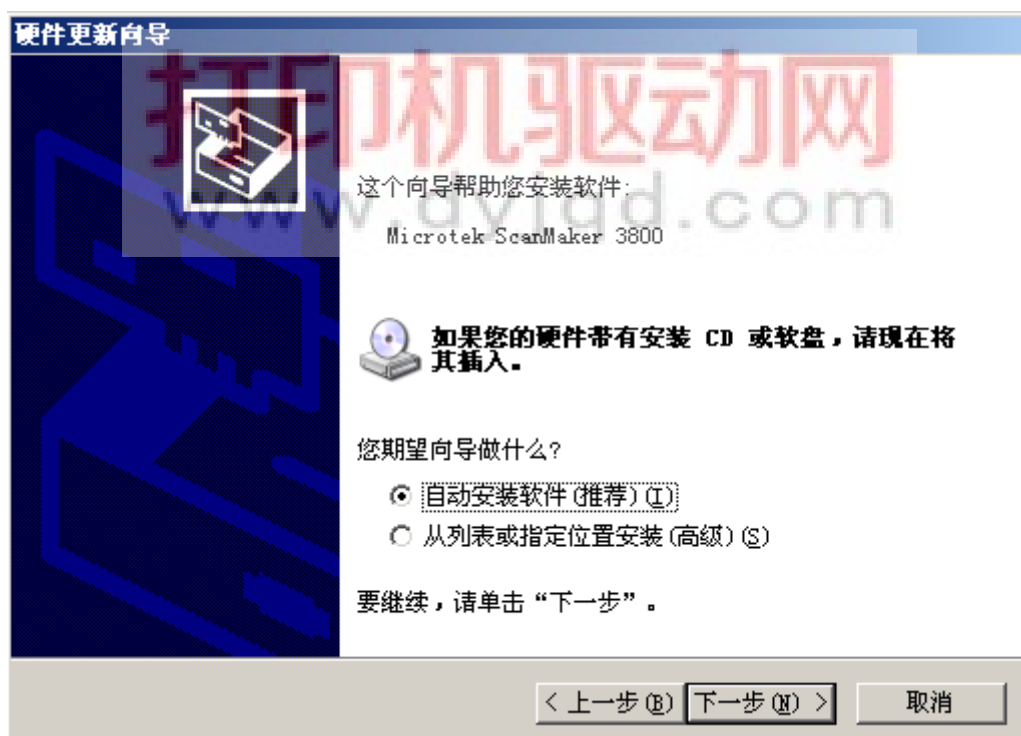 硬件更新向导
打印机驱动网
www.dyjqd.com
这个向导帮助您安装软件:
Microtek ScanMaker 3800
如果您的硬件带有安装 CD 或软盘，请现在将
其插入。
您期望向导做什么?
自动安装软件(推荐)(I)
从列表或指定位置安装(高级)(S)
要继续，请单击“下一步”。
< 上一步(B) 下一步(N) > 取消